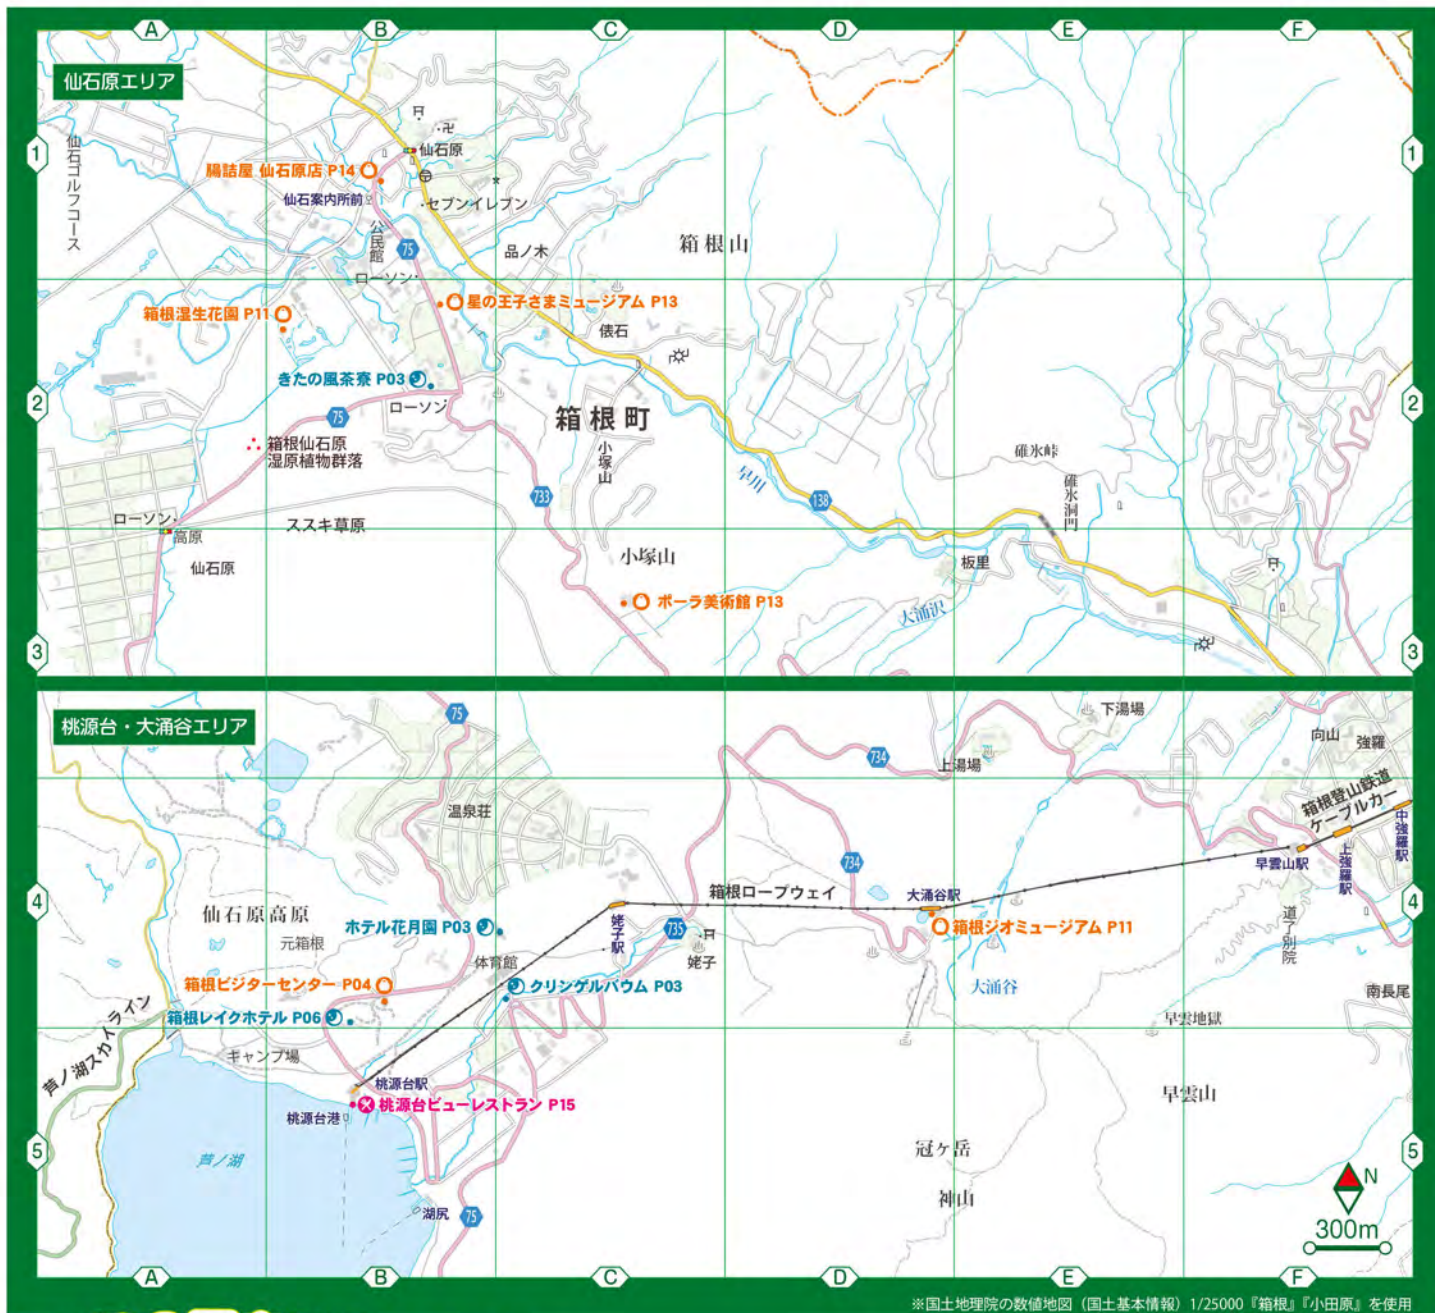 A
B
C
D
E
F
仙石原エリア
1
1
仙石ゴルフコース
仙石原
腸詰屋 仙石原店 P14
仙石案内所前
セブンイレブン
公民館
75
品ノ木
箱根山
ローソン
星の王子さまミュージアム P13
箱根湿生花園 P11
俵石
きたの風茶寮 P03
ローソン
2
2
75
箱根町
箱根仙石原
湿原植物群落
小塚山
早川
碓氷峠
碓氷洞門
733
138
ローソン
高原
ススキ草原
仙石原
小塚山
板里
ポーラ美術館 P13
大涌沢
3
3
桃源台・大涌谷エリア
75
734
上湯場
下湯場
向山
強羅
温泉荘
箱根登山鉄道
ケーブルカー
中強羅駅
上強羅駅
早雲山駅
734
箱根ロープウェイ
大涌谷駅
4
4
仙石原高原
元箱根
ホテル花月園 P03
姥子駅
735
姥子
箱根ジオミュージアム P11
道了別院
体育館
箱根ビジターセンター P04
クリンゲルバウム P03
大涌谷
南長尾
芦ノ湖スカイライン
箱根レイクホテル P06
早雲地獄
キャンプ場
桃源台駅
桃源台ビューレストラン P15
桃源台港
早雲山
5
5
芦ノ湖
冠ヶ岳
神山
湖尻
75
N
300m
A
B
C
D
E
F
※国土地理院の数値地図（国土基本情報）1/25000『箱根』『小田原』を使用